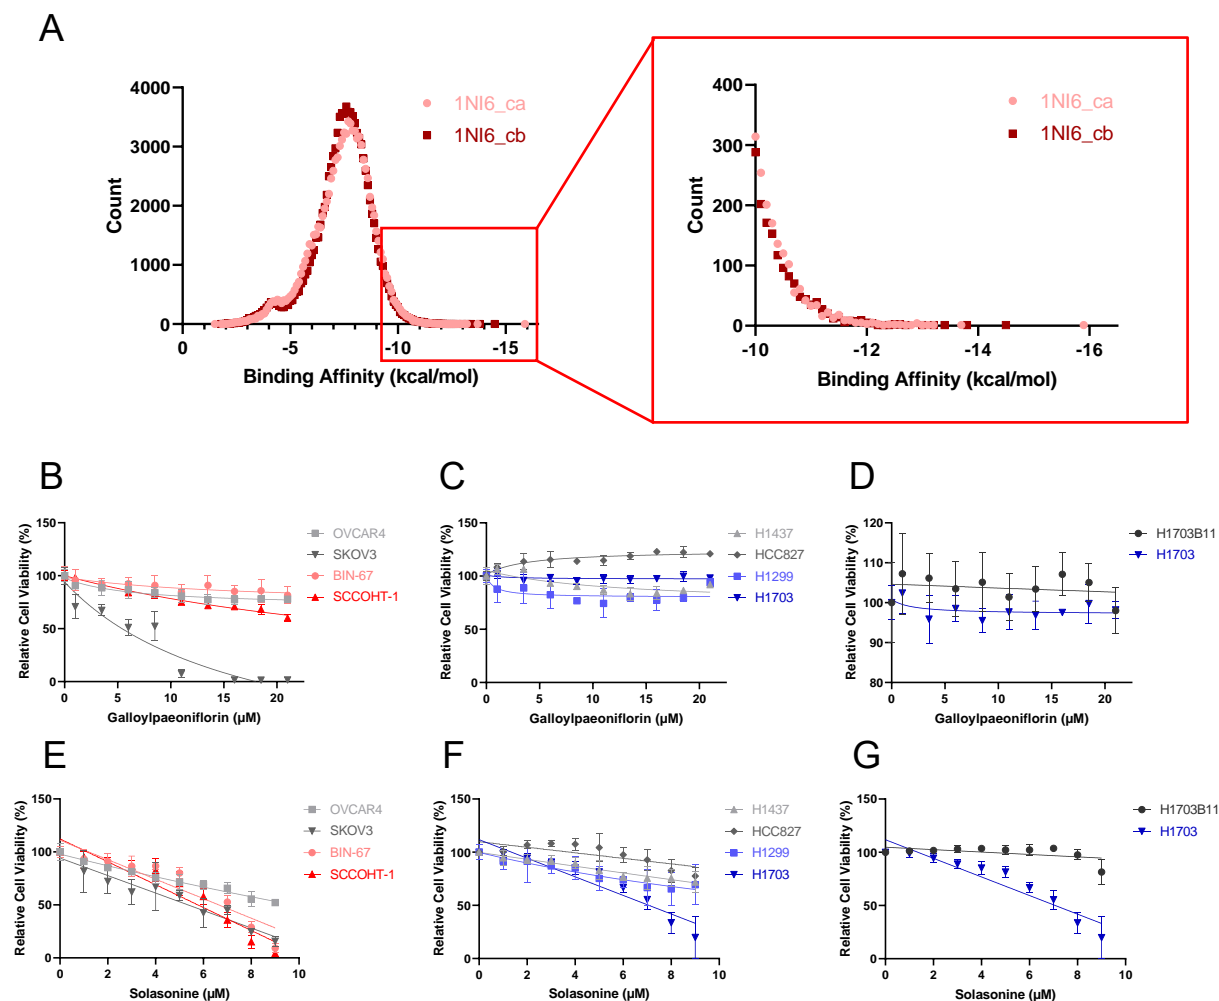 A
4000
3000
2000
1000
0
0
-5
-10
-15
Count
Binding Affinity (kcal/mol)
1NI6_ca
1NI6_cb
400
300
200
100
0
-10
-12
-14
-16
Count
Binding Affinity (kcal/mol)
1NI6_ca
1NI6_cb
B
150
100
50
0
0
5
10
15
20
Relative Cell Viability (%)
Galloylpaeoniflorin (µM)
OVCAR4
SKOV3
BIN-67
SCCOHT-1
C
150
100
50
0
0
5
10
15
20
Relative Cell Viability (%)
Galloylpaeoniflorin (µM)
H1437
HCC827
H1299
H1703
D
120
110
100
90
80
0
5
10
15
20
Relative Cell Viability (%)
Galloylpaeoniflorin (µM)
H1703B11
H1703
E
150
100
50
0
0
2
4
6
8
10
Relative Cell Viability (%)
Solasonine (µM)
OVCAR4
SKOV3
BIN-67
SCCOHT-1
F
150
100
50
0
0
2
4
6
8
10
Relative Cell Viability (%)
Solasonine (µM)
H1437
HCC827
H1299
H1703
G
150
100
50
0
0
2
4
6
8
10
Relative Cell Viability (%)
Solasonine (µM)
H1703B11
H1703